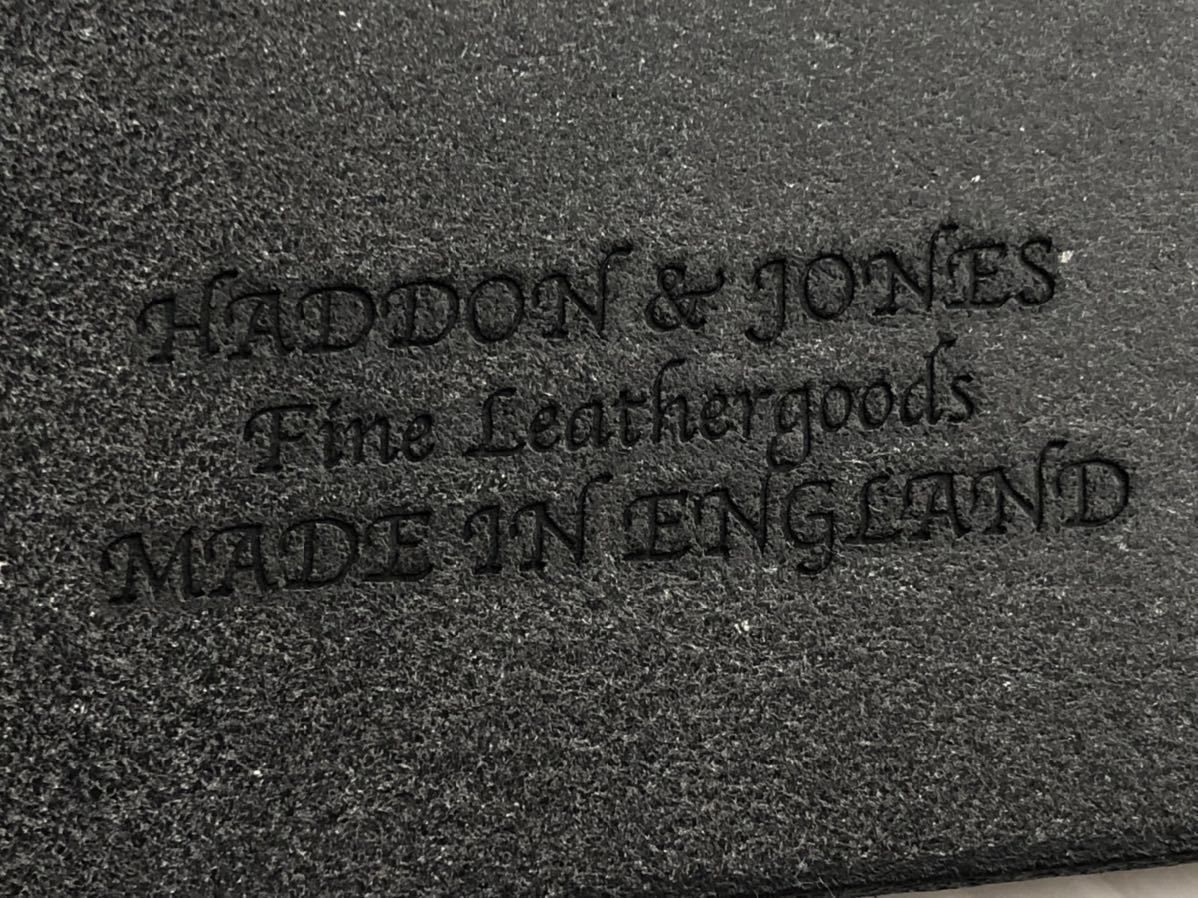 HADDON & JONES
Fine Leathergoods
MADE IN ENGLAND